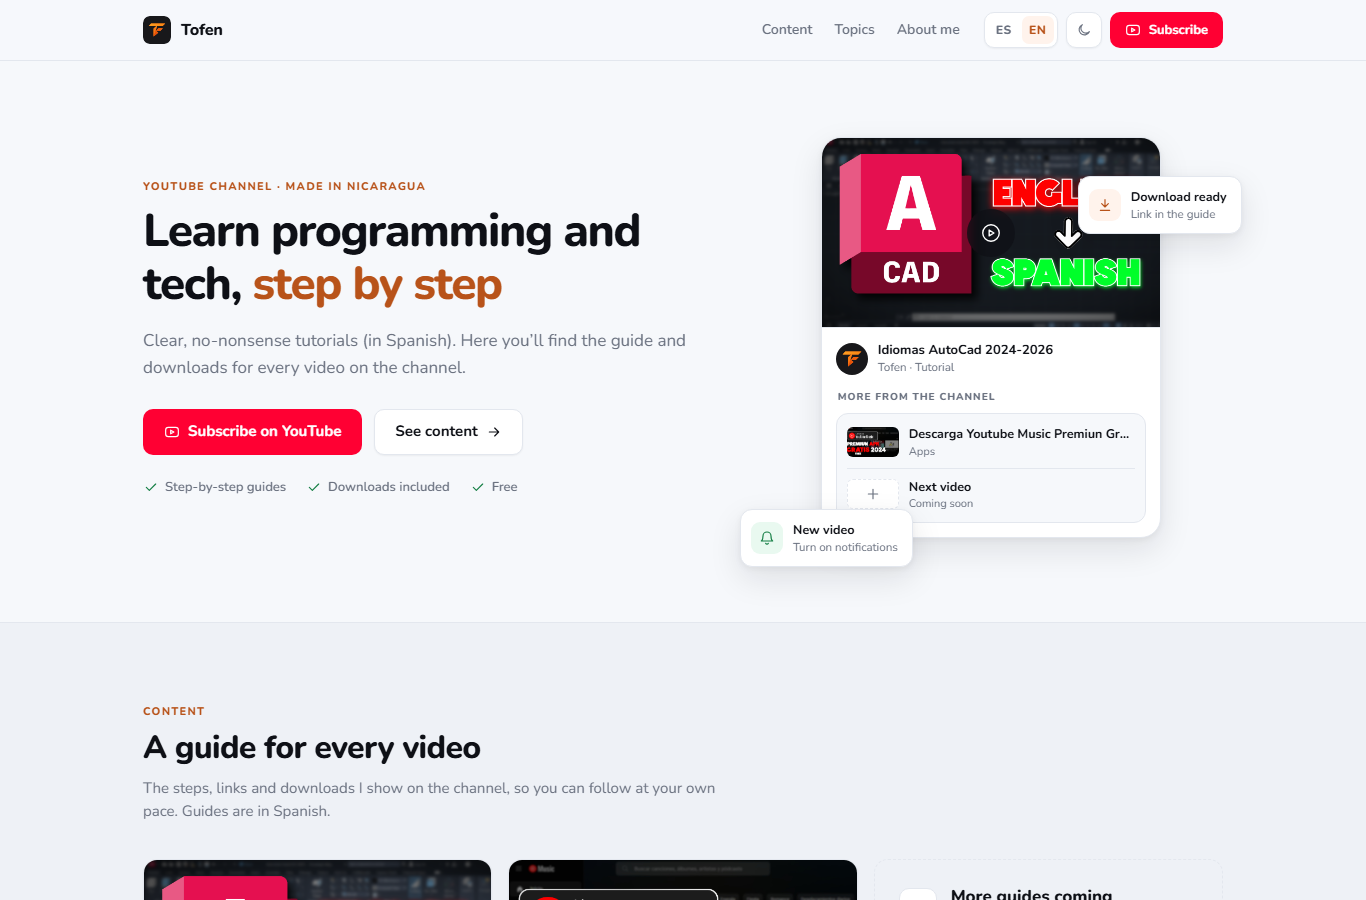 Tofen
Content
Topics
About me
ES
EN
Subscribe
YOUTUBE CHANNEL · MADE IN NICARAGUA
Learn programming and
tech, step by step
Clear, no-nonsense tutorials (in Spanish). Here you’ll find the guide and
downloads for every video on the channel.
Subscribe on YouTube
See content
Step-by-step guides
Downloads included
Free
A
CAD
ENGL
SPANISH
Download ready
Link in the guide
Idiomas AutoCad 2024-2026
Tofen · Tutorial
MORE FROM THE CHANNEL
Descarga Youtube Music Premiun Gr...
Apps
Next video
Coming soon
New video
Turn on notifications
CONTENT
A guide for every video
The steps, links and downloads I show on the channel, so you can follow at your own
pace. Guides are in Spanish.
Music
More guides coming